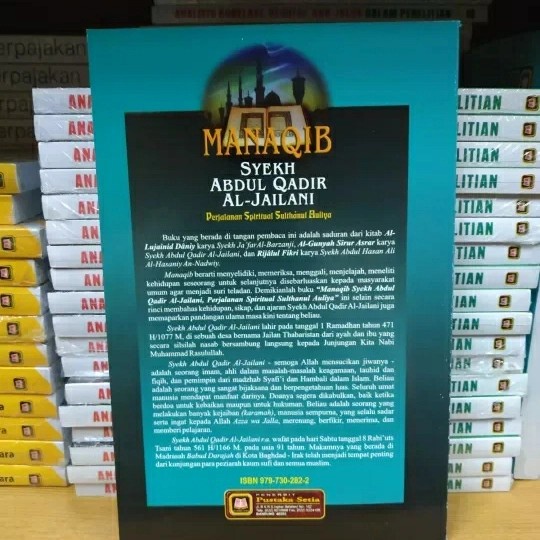 MANAQIB
SYEKH
ABDUL QADIR
AL-JAILANI
Perjalanan Spiritual Sulthonul Auliya
Buku yang berada di tangan pembaca ini adalah saduran dari kitab Al-
Lujainid Dâniy karya Syekh Ja'far Al-Barzanji, Al-Gunyah Sirur Asrar karya
Syekh Abdul Qadir Al-Jailani, dan Rijâlul Fikri karya Syekh Abdul Hasan Ali
Al-Hasaniy An-Nadwiy.
Manaqib berarti menyelidiki, memeriksa, menggali, menjelajah, meneliti
kehidupan seseorang untuk selanjutnya disebarluaskan kepada masyarakat
umum agar menjadi suri teladan. Demikianlah buku "Manaqib Syekh Abdul
Qadir Al-Jailani, Perjalanan Spiritual Sulthanul Auliya" ini selain secara
rinci membahas kehidupan, sikap, dan ajaran Syekh Abdul Qadir Al-Jailani juga
memaparkan pandangan ulama masa kini tentang beliau.
Syekh Abdul Qadir Al-Jailani lahir pada tanggal 1 Ramadhan tahun 471
H/1077 M, di sebuah desa bernama Jailan Thabaristan dari ayah dan ibu yang
secara silsilah nasab bersambung langsung kepada Junjungan Kita Nabi
Muhammad Rasulullah.
Syekh Abdul Qadir Al-Jailani - semoga Allah mensucikan jiwanya -
adalah seorang imam, ahli dalam masalah-masalah keagamaan, tauhid dan
fiqih, dan pemimpin dari madzhab Syafi'i dan Hambali dalam Islam. Beliau
adalah seorang yang sangat bijaksana dan berpengetahuan luas. Seluruh umat
manusia mendapat manfaat darinya. Doanya segera dikabulkan, baik ketika
berdoa untuk kebaikan maupun untuk hukuman. Beliau adalah seorang yang
melakukan banyak kejaiban (karamah), manusia sempurna, yang selalu sadar
serta ingat kepada Allah Azza wa Jalla, merenung, berfikir, menerima, dan
memberi pelajaran.
Syekh Abdul Qadir Al-Jailani r.a. wafat pada hari Sabtu tanggal 8 Rabi'uts
Tsani tahun 561 H/1166 M. pada usia 91 tahun. Makamnya yang berada di
Madrasah Babud Darajah di Kota Baghdad - Irak telah menjadi tempat penting
dari kunjungan para peziarah kaum sufi dan semua muslim.
ISBN 979-730-282-2
PENERBIT
Pustaka Setia